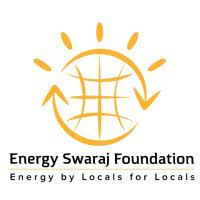 Energy Swaraj Foundation
Energy by Locals for Locals